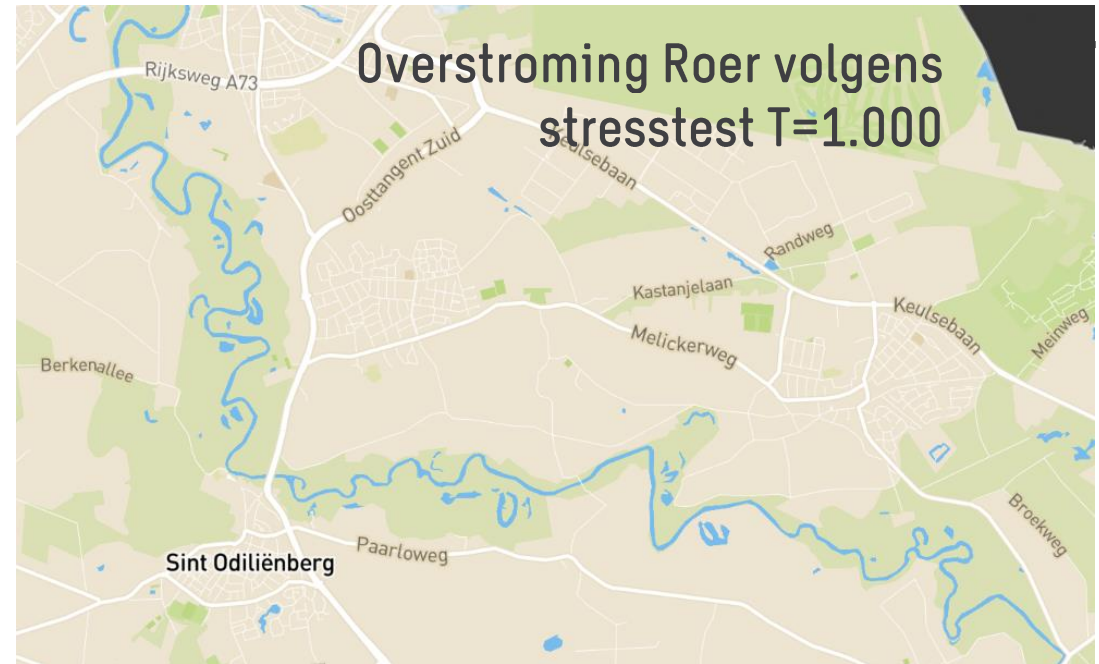 Overstroming Roer volgens
stresstest T=1.000
Rijksweg A73
Oosttangent Zuid
Keulsebaan
Randweg
Kastanjelaan
Keulsebaan
Meinweg
Melickerweg
Berkenallee
Broekweg
Paarloweg
Sint Odiliënberg